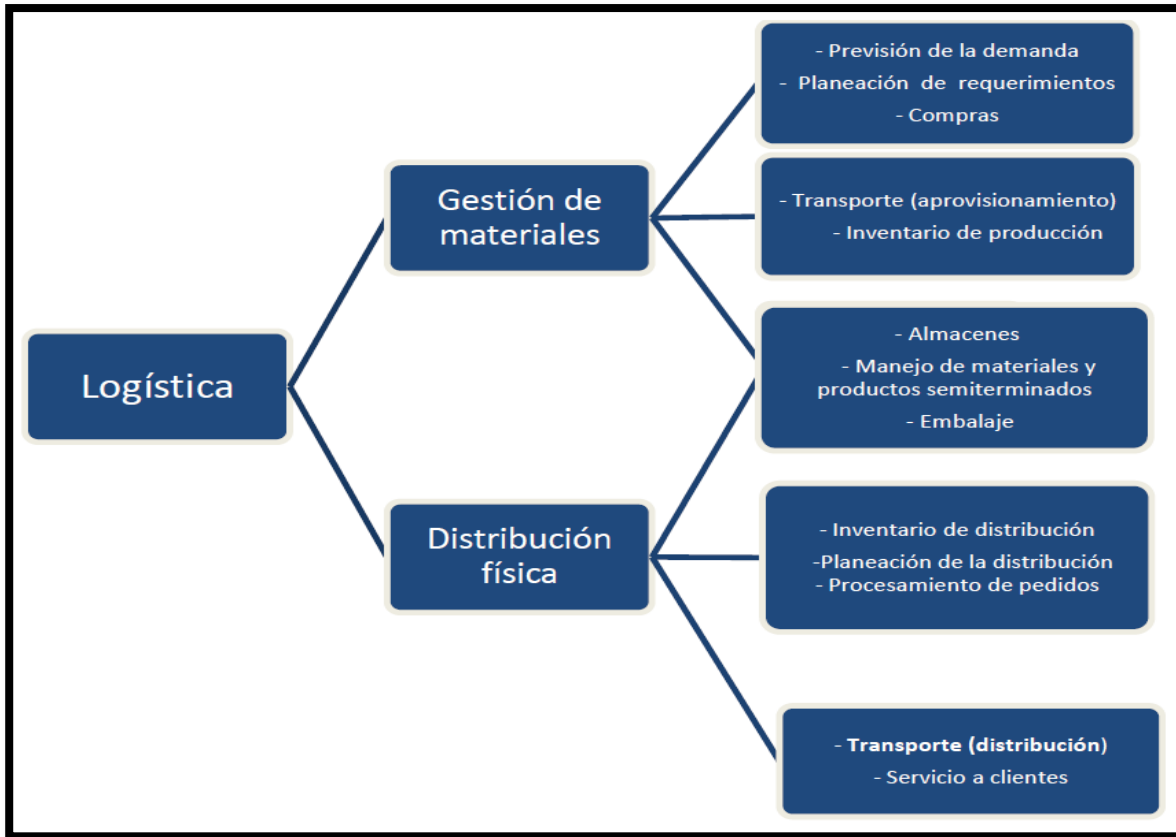 Logística
Gestión de
materiales
Distribución
física
- Previsión de la demanda
- Planeación de requerimientos
- Compras
- Transporte (aprovisionamiento)
- Inventario de producción
- Almacenes
- Manejo de materiales y
productos semiterminados
- Embalaje
- Inventario de distribución
-Planeación de la distribución
- Procesamiento de pedidos
- Transporte (distribución)
- Servicio a clientes